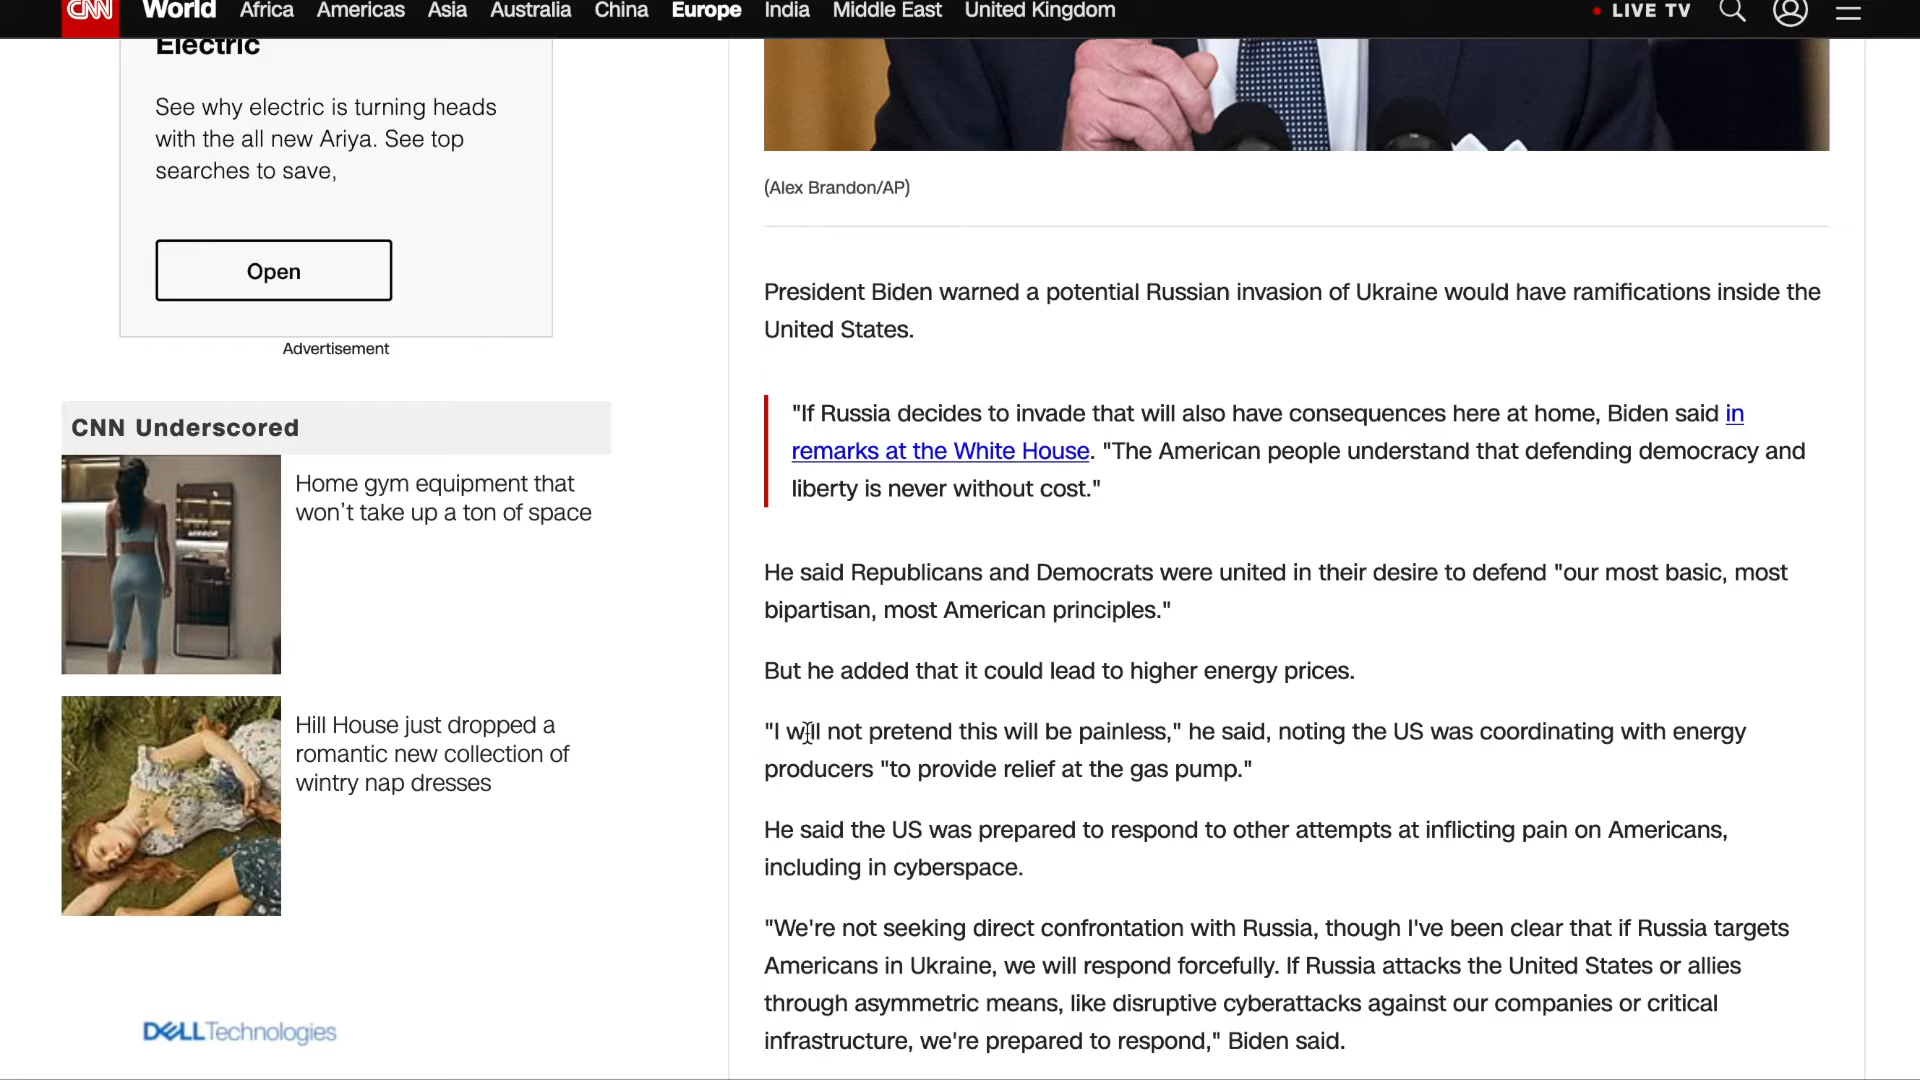 CNN World Africa Americas Asia Australia China Europe India Middle East United Kingdom LIVE TV
Electric
See why electric is turning heads
with the all new Ariya. See top
searches to save,
Open
Advertisement
CNN Underscored
Home gym equipment that
won’t take up a ton of space
Hill House just dropped a
romantic new collection of
wintry nap dresses
DELL Technologies
(Alex Brandon/AP)
President Biden warned a potential Russian invasion of Ukraine would have ramifications inside the
United States.
"If Russia decides to invade that will also have consequences here at home, Biden said in
remarks at the White House. "The American people understand that defending democracy and
liberty is never without cost."
He said Republicans and Democrats were united in their desire to defend "our most basic, most
bipartisan, most American principles."
But he added that it could lead to higher energy prices.
"I will not pretend this will be painless," he said, noting the US was coordinating with energy
producers "to provide relief at the gas pump."
He said the US was prepared to respond to other attempts at inflicting pain on Americans,
including in cyberspace.
"We're not seeking direct confrontation with Russia, though I've been clear that if Russia targets
Americans in Ukraine, we will respond forcefully. If Russia attacks the United States or allies
through asymmetric means, like disruptive cyberattacks against our companies or critical
infrastructure, we're prepared to respond," Biden said.